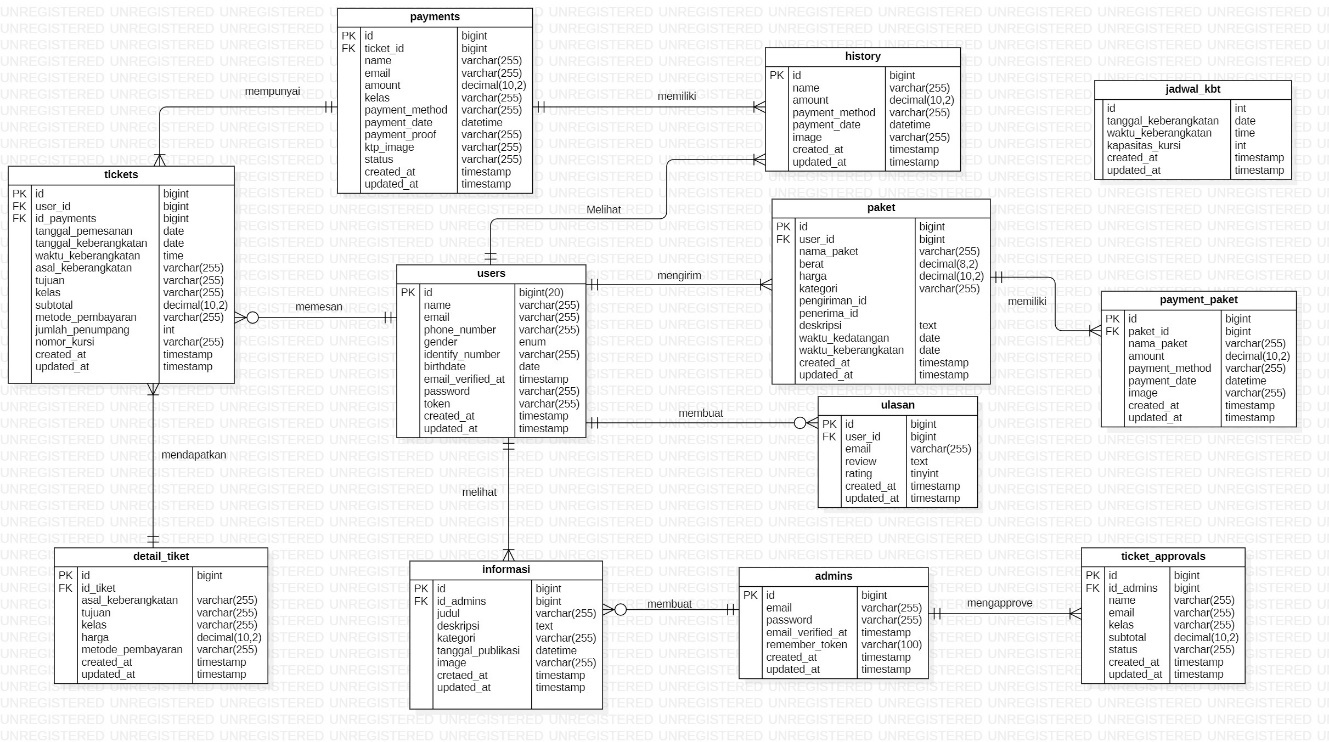 payments
PK id bigint
FK ticket_id bigint
name varchar(255)
email varchar(255)
amount decimal(10,2)
kelas varchar(255)
payment_method varchar(255)
payment_date datetime
payment_proof varchar(255)
ktp_image varchar(255)
status varchar(255)
created_at timestamp
updated_at timestamp
mempunyai
memiliki
history
PK id bigint
name varchar(255)
amount decimal(10,2)
payment_method varchar(255)
payment_date datetime
image varchar(255)
created_at timestamp
updated_at timestamp
jadwal_kbt
id int
tanggal_keberangkatan date
waktu_keberangkatan time
kapasitas_kursi int
created_at timestamp
updated_at timestamp
tickets
PK id bigint
FK user_id bigint
FK id_payments bigint
tanggal_pemesanan date
tanggal_keberangkatan date
waktu_keberangkatan time
asal_keberangkatan varchar(255)
tujuan varchar(255)
kelas varchar(255)
subtotal decimal(10,2)
metode_pembayaran varchar(255)
jumlah_penumpang int
nomor_kursi varchar(255)
created_at timestamp
updated_at timestamp
Melihat
memesan
users
PK id bigint(20)
name varchar(255)
email varchar(255)
phone_number varchar(255)
gender enum
identify_number varchar(255)
birthdate date
email_verified_at timestamp
password varchar(255)
token varchar(255)
created_at timestamp
updated_at timestamp
mengirim
paket
PK id bigint
FK user_id bigint
nama_paket varchar(255)
berat decimal(8,2)
harga decimal(10,2)
kategori varchar(255)
pengiriman_id
penerima_id
deskripsi text
waktu_kedatangan date
waktu_keberangkatan date
created_at timestamp
updated_at timestamp
memiliki
payment_paket
PK id bigint
FK paket_id bigint
nama_paket varchar(255)
amount decimal(10,2)
payment_method varchar(255)
payment_date datetime
image varchar(255)
created_at timestamp
updated_at timestamp
membuat
ulasan
PK id bigint
FK user_id bigint
email varchar(255)
review text
rating tinyint
created_at timestamp
updated_at timestamp
mendapatkan
melihat
detail_tiket
PK id bigint
FK id_tiket
asal_keberangkatan varchar(255)
tujuan varchar(255)
kelas varchar(255)
harga decimal(10,2)
metode_pembayaran varchar(255)
created_at timestamp
updated_at timestamp
informasi
PK id bigint
FK id_admins bigint
judul varchar(255)
deskripsi text
kategori varchar(255)
tanggal_publikasi datetime
image varchar(255)
cretaed_at timestamp
updated_at timestamp
membuat
admins
PK id bigint
email varchar(255)
password varchar(255)
email_verified_at timestamp
remember_token varchar(100)
created_at timestamp
updated_at timestamp
mengapprove
ticket_approvals
PK id bigint
FK id_admins bigint
name varchar(255)
email varchar(255)
kelas varchar(255)
subtotal decimal(10,2)
status varchar(255)
created_at timestamp
updated_at timestamp